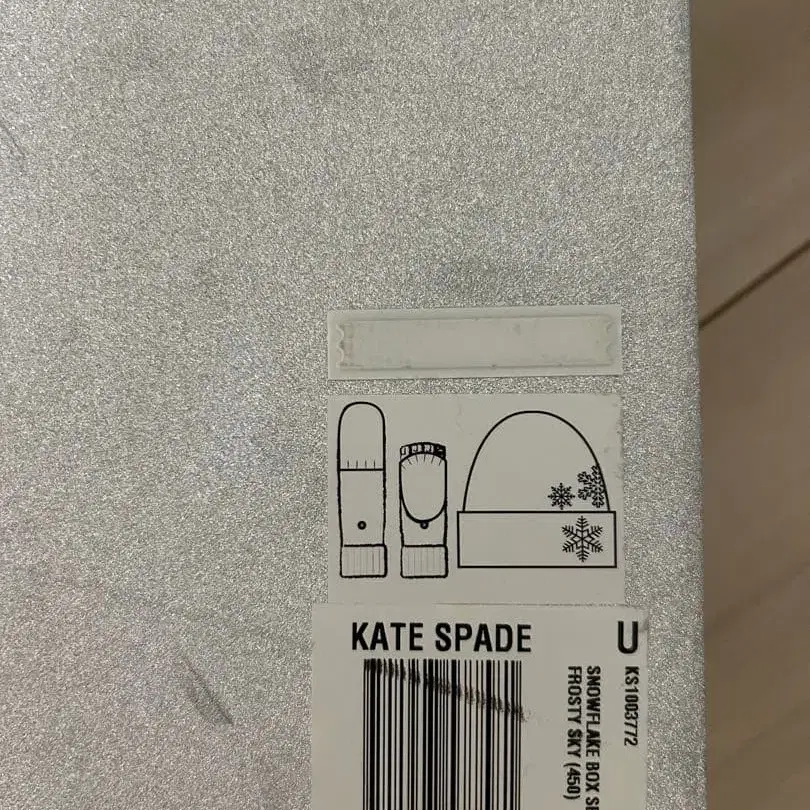 KATE SPADE
U
KS1003772
SNOWFLAKE BOX
FROSTY SKY (450)